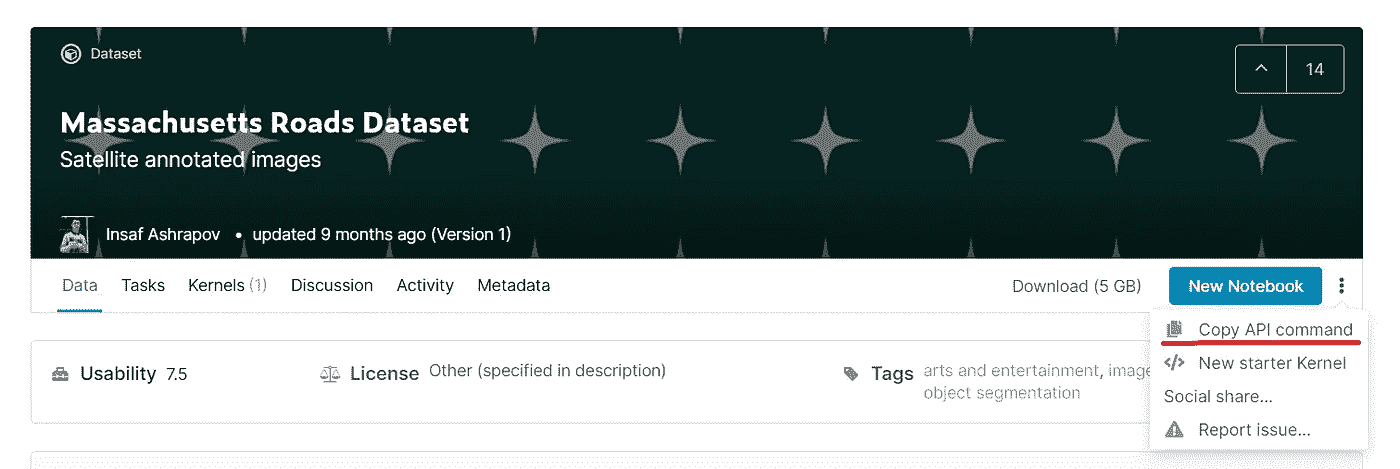 Dataset
14
Massachusetts Roads Dataset
Satellite annotated images
Insaf Ashrapov • updated 9 months ago (Version 1)
Data Tasks Kernels (1) Discussion Activity Metadata Download (5 GB) New Notebook
Copy API command
New starter Kernel
Social share...
Report issue...
Usability 7.5 License Other (specified in description) Tags arts and entertainment, image
object segmentation